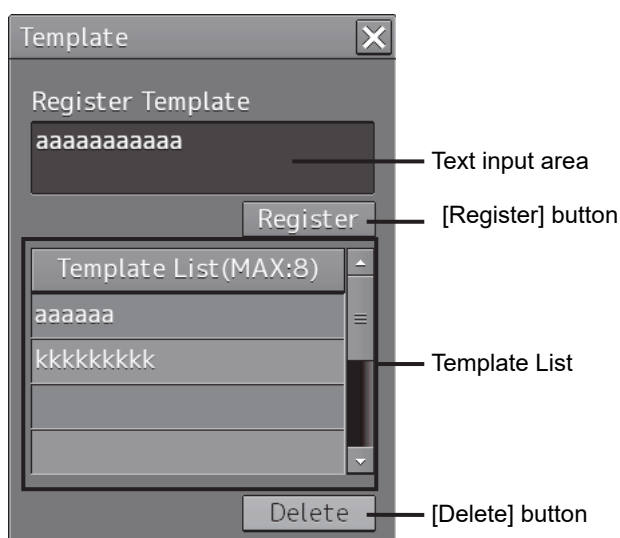 Template
Register Template
aaaaaaaaaaa
Text input area
Register
[Register] button
Template List(MAX:8)
aaaaaa
kkkkkkkkk
Template List
Delete
[Delete] button